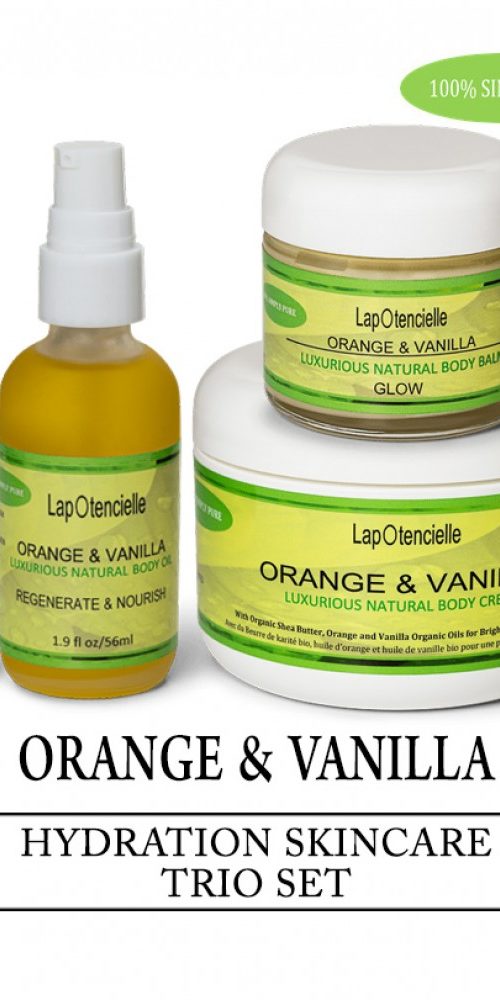 100%
SIMPLY PURE
LapOtencielle
ORANGE & VANILLA
LUXURIOUS NATURAL BODY BALM
GLOW
LapOtencielle
ORANGE & VANILLA
LUXURIOUS NATURAL BODY OIL
REGENERATE & NOURISH
1.9 fl oz/56ml
LapOtencielle
ORANGE & VANI
LUXURIOUS NATURAL BODY CRE
With Organic Shea Butter, Orange and Vanilla Organic Oils for Brigh
Avec du Beurre de karité bio, huile d'orange et huile de vanille bio pour une p
ORANGE & VANILLA
HYDRATION SKINCARE
TRIO SET